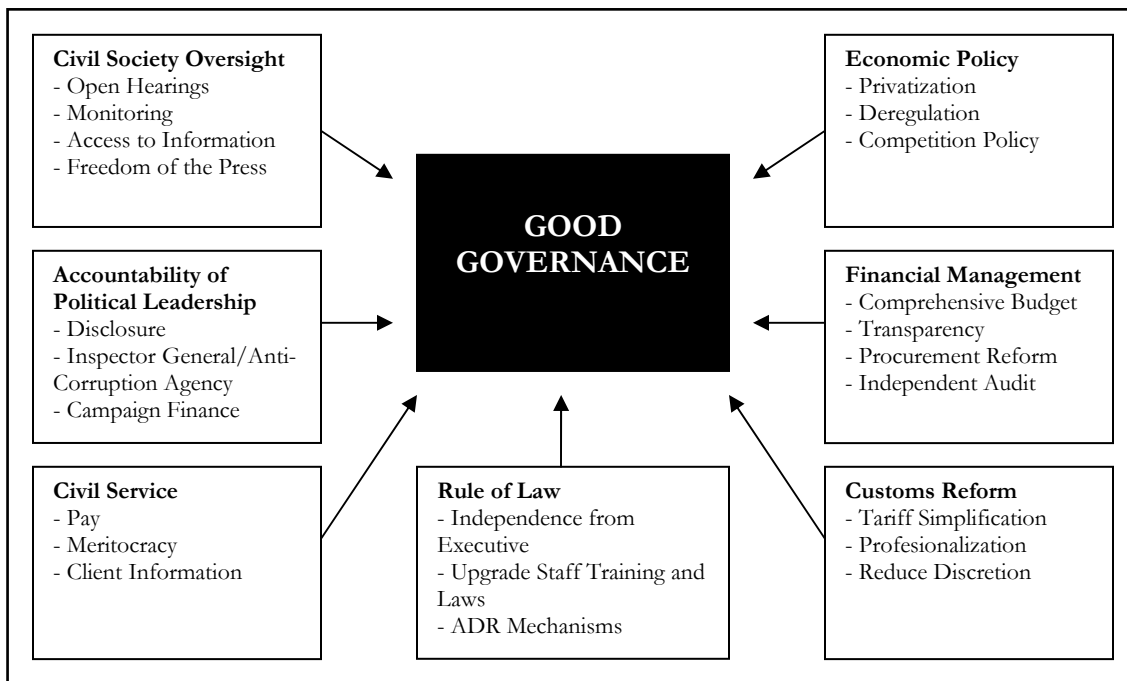 Civil Society Oversight
- Open Hearings
- Monitoring
- Access to Information
- Freedom of the Press
Economic Policy
- Privatization
- Deregulation
- Competition Policy
GOOD
GOVERNANCE
Accountability of
Political Leadership
- Disclosure
- Inspector General/Anti-
Corruption Agency
- Campaign Finance
Financial Management
- Comprehensive Budget
- Transparency
- Procurement Reform
- Independent Audit
Civil Service
- Pay
- Meritocracy
- Client Information
Rule of Law
- Independence from
Executive
- Upgrade Staff Training and
Laws
- ADR Mechanisms
Customs Reform
- Tariff Simplification
- Profesionalization
- Reduce Discretion